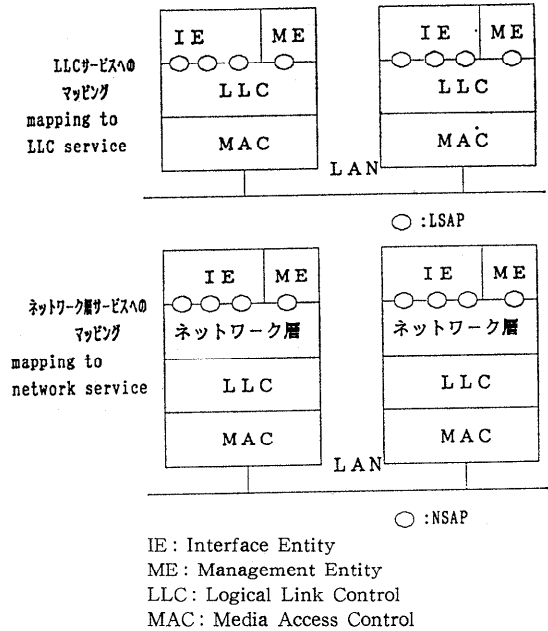 IE ME IE ME
LLCサービスへの
マッピング
mapping to
LLC service
LLC LLC
MAC MAC
LAN
○:LSAP
IE ME IE ME
ネットワーク層サービスへの
マッピング
mapping to
network service
ネットワーク層 ネットワーク層
LLC LLC
MAC MAC
LAN
○:NSAP
IE: Interface Entity
ME: Management Entity
LLC: Logical Link Control
MAC: Media Access Control